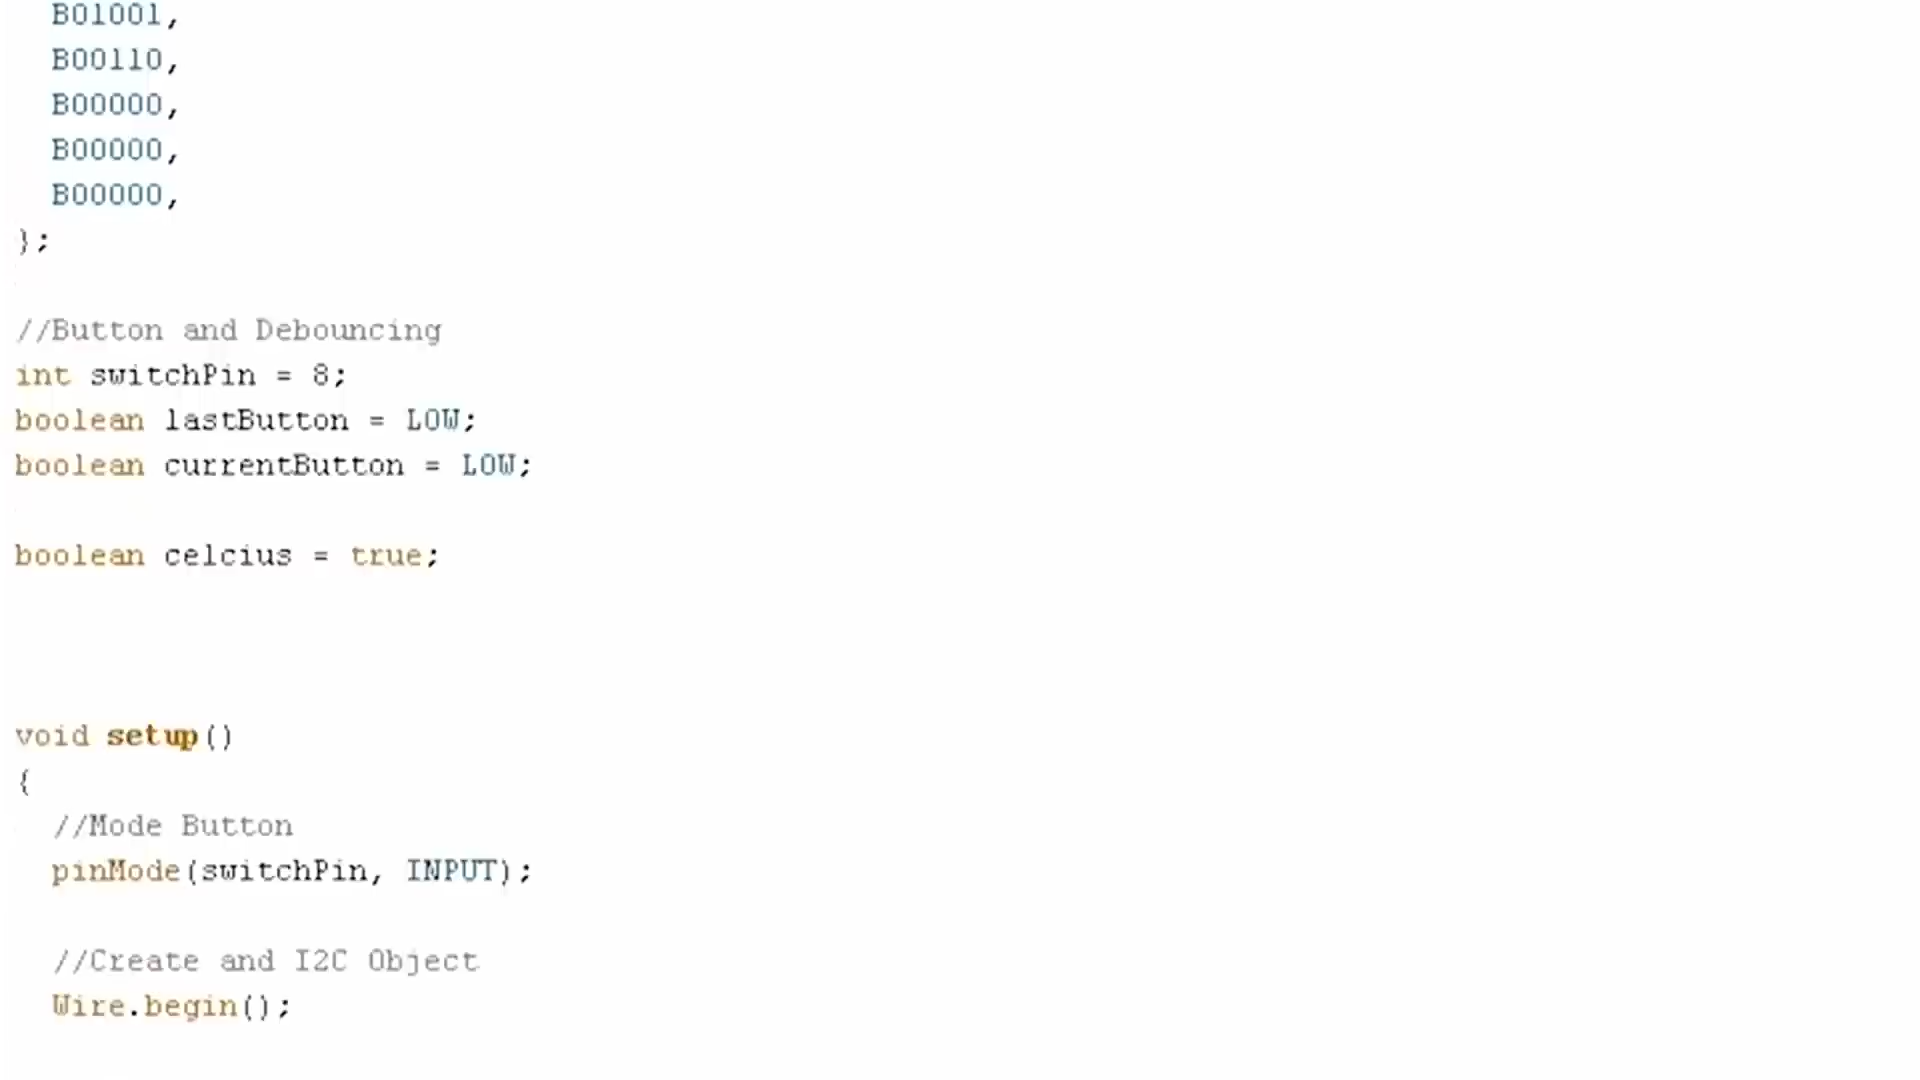 B01001,
B00110,
B00000,
B00000,
B00000,
};
//Button and Debouncing
int switchPin = 8;
boolean lastButton = LOW;
boolean currentButton = LOW;
boolean celcius = true;
void setup()
{
//Mode Button
pinMode(switchPin, INPUT);
//Create and I2C Object
Wire.begin();